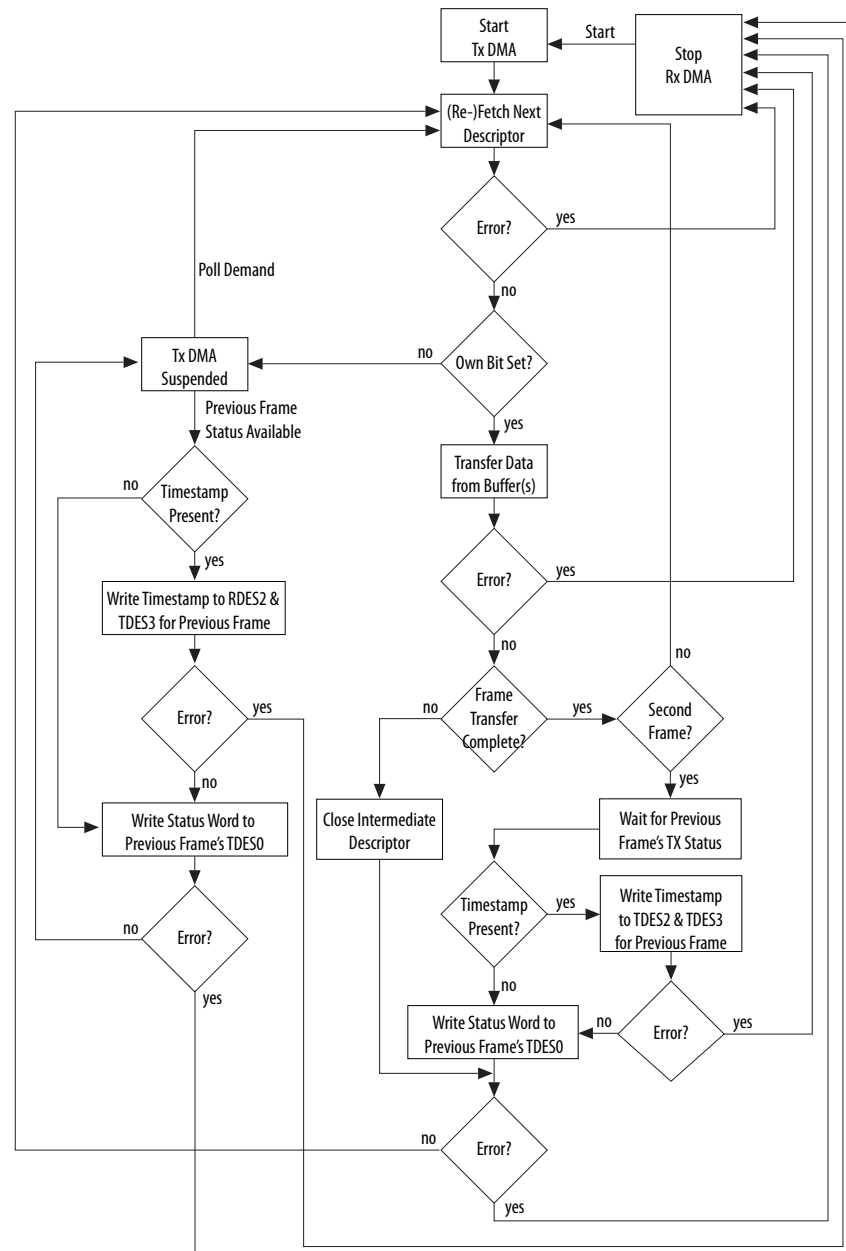 Start
Tx DMA
Start
Stop
Rx DMA
(Re-)Fetch Next
Descriptor
Error?
yes
no
Poll Demand
Tx DMA
Suspended
no
Own Bit Set?
yes
Previous Frame
Status Available
Transfer Data
from Buffer(s)
no
Timestamp
Present?
yes
Error?
yes
no
Write Timestamp to RDES2 &
TDES3 for Previous Frame
no
Frame
Transfer
Complete?
yes
Second
Frame?
no
yes
Error?
yes
no
Write Status Word to
Previous Frame's TDES0
Close Intermediate
Descriptor
Wait for Previous
Frame's TX Status
Timestamp
Present?
yes
no
Write Timestamp
to TDES2 & TDES3
for Previous Frame
no
Error?
yes
Write Status Word to
Previous Frame's TDES0
no
Error?
yes
no
Error?
yes